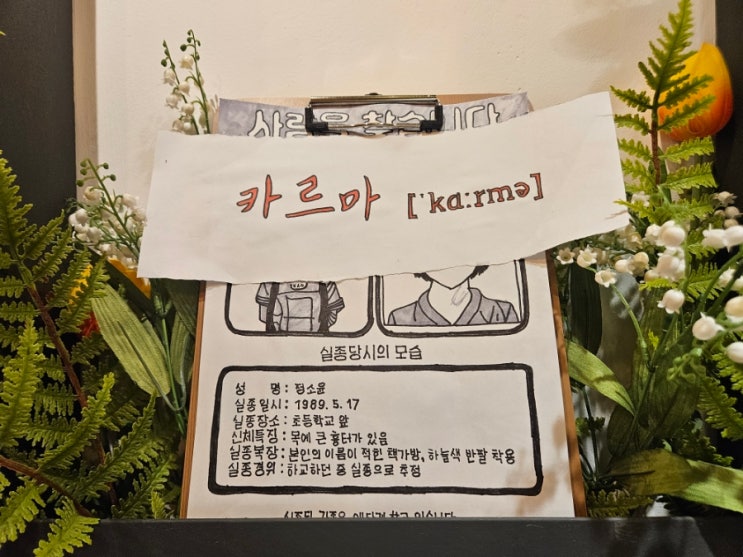 카르마 [ˈkɑːrmə]
실종당시의 모습
성 명 : 정소윤
실종일시 : 1989. 5. 17
실종장소 : 초등학교 앞
신체특징 : 목에 큰 흉터가 있음
실종복장 : 본인의 이름이 적힌 책가방, 하늘색 반팔 착용
실종경위 : 하교하던 중 실종으로 추정